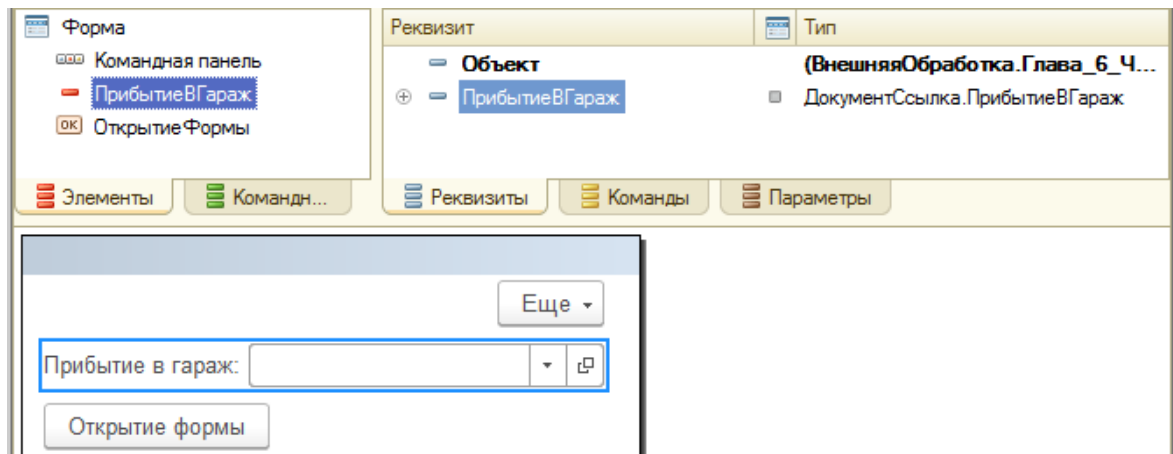 Форма
Командная панель
ПрибытиеВГараж
OK ОткрытиеФормы
Элементы Командн...
Реквизит Тип
Объект (ВнешняяОбработка.Глава_6_Ч...
ПрибытиеВГараж ДокументСсылка.ПрибытиеВГараж
Реквизиты Команды Параметры
Еще
Прибытие в гараж:
Открытие формы